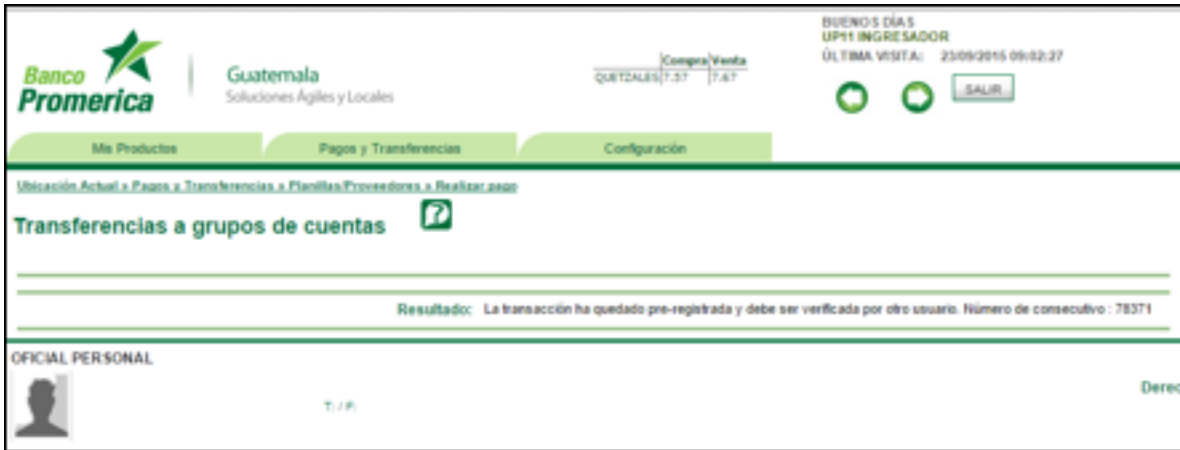 Banco
Promerica
Guatemala
Soluciones Ágiles y Locales
Compra Venta
QUETZALES 7.57 7.67
BUENOS DÍAS
UP11 INGRESADOR
ÚLTIMA VISITA: 23/09/2015 09:02:27
SALIR
Mis Productos Pagos y Transferencias Configuración
Ubicación Actual » Pagos y Transferencias » Planillas/Proveedores » Realizar pago
Transferencias a grupos de cuentas ?
Resultado: La transacción ha quedado pre-registrada y debe ser verificada por otro usuario. Número de consecutivo : 78371
OFICIAL PERSONAL
Derec
T: / F: